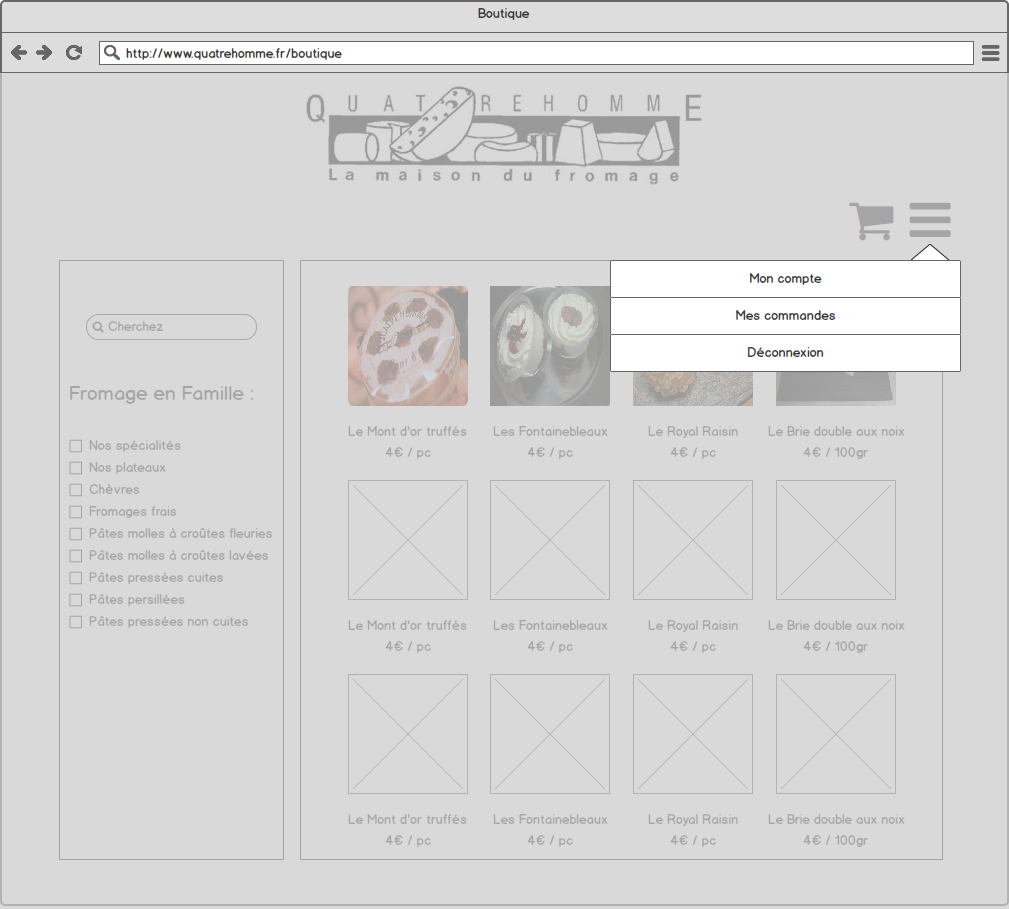 Boutique
http://www.quatrehomme.fr/boutique
QUATREHOMME
La maison du fromage
Mon compte
Mes commandes
Déconnexion
Cherchez
Fromage en Famille :
Nos spécialités
Nos plateaux
Chèvres
Fromages frais
Pâtes molles à croûtes fleuries
Pâtes molles à croûtes lavées
Pâtes pressées cuites
Pâtes persillées
Pâtes pressées non cuites
Le Mont d'or truffés Les Fontainebleaux Le Royal Raisin Le Brie double aux noix
4€ / pc 4€ / pc 4€ / pc 4€ / 100gr
Le Mont d'or truffés Les Fontainebleaux Le Royal Raisin Le Brie double aux noix
4€ / pc 4€ / pc 4€ / pc 4€ / 100gr
Le Mont d'or truffés Les Fontainebleaux Le Royal Raisin Le Brie double aux noix
4€ / pc 4€ / pc 4€ / pc 4€ / 100gr